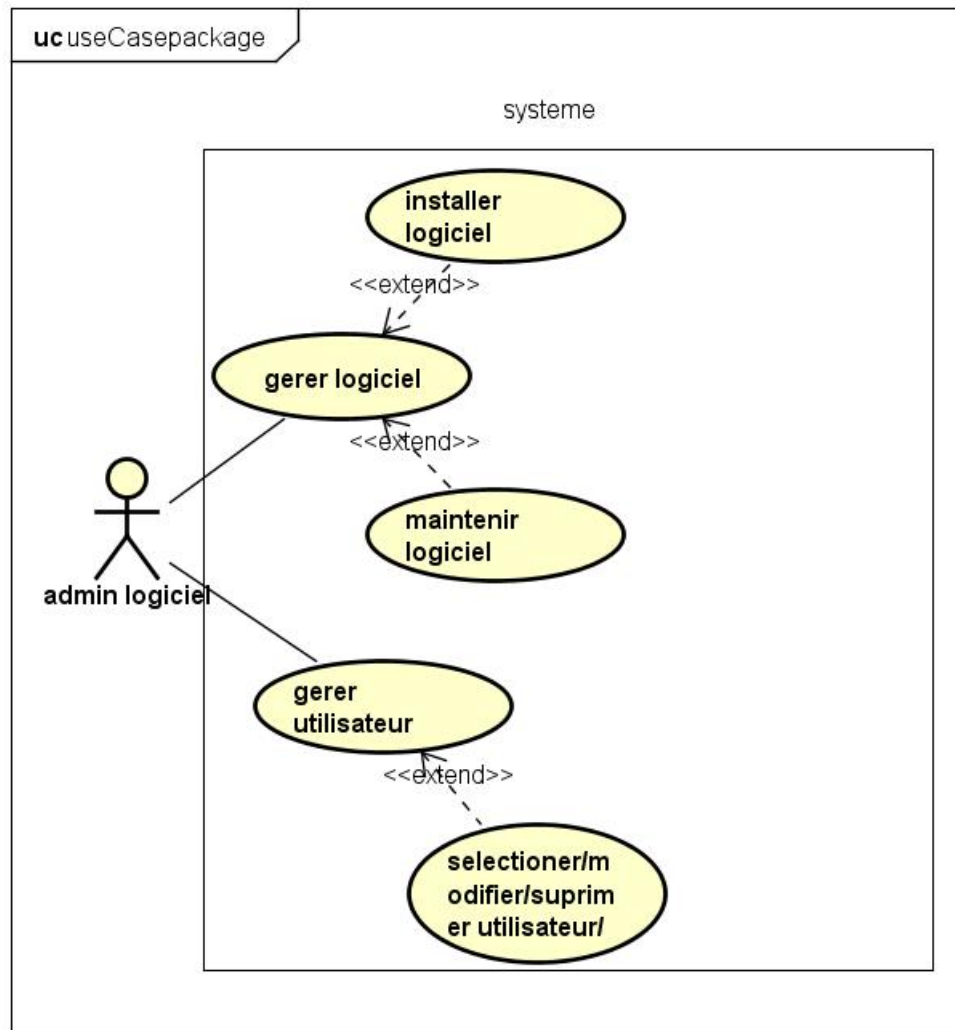 uc useCasepackage
systeme
installer
logiciel
<<extend>>
gerer logiciel
<<extend>>
maintenir
logiciel
admin logiciel
gerer
utilisateur
<<extend>>
selectioner/m
odifier/suprim
er utilisateur/